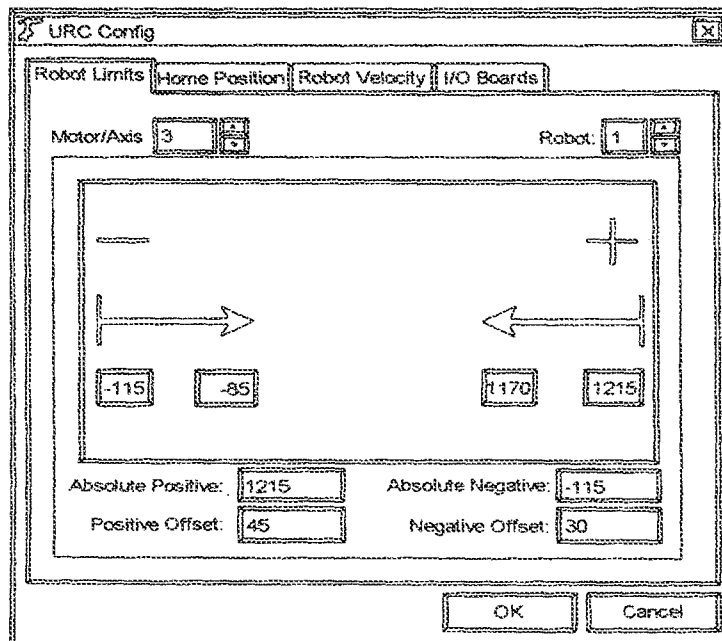 URC Config
Robot Limits Home Position Robot Velocity I/O Boards
Motor/Axis 3 Robot: 1
-115 -85 1170 1215
Absolute Positive: 1215 Absolute Negative: -115
Positive Offset: 45 Negative Offset: 30
OK Cancel